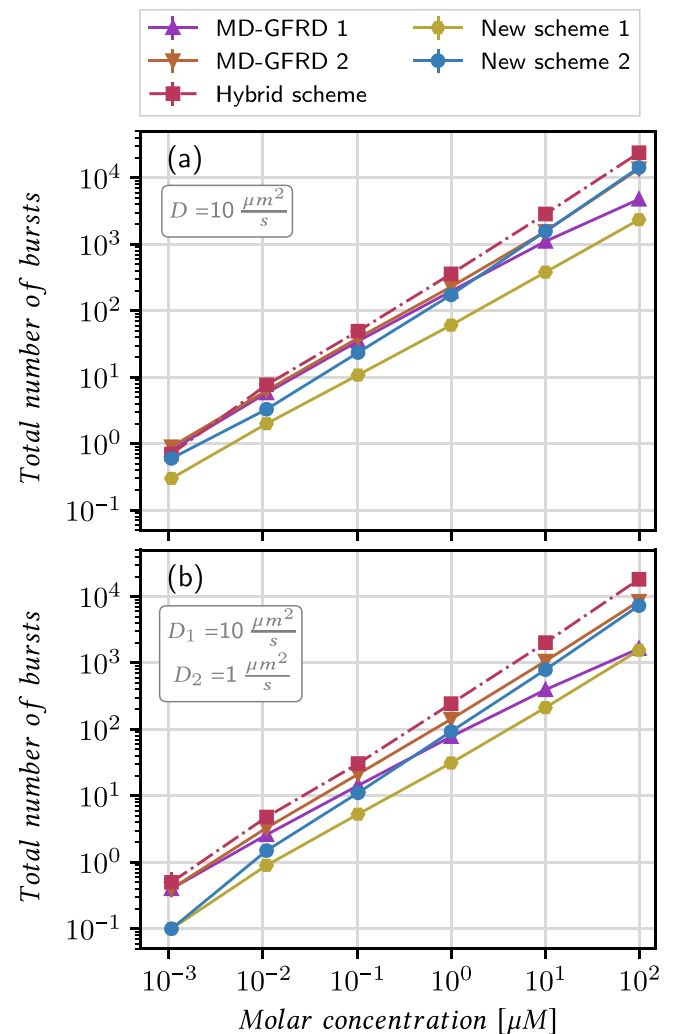 MD-GFRD 1 New scheme 1
MD-GFRD 2 New scheme 2
Hybrid scheme
(a)
D =10 μm²/s
10⁴
10³
10²
10¹
10⁰
10⁻¹
Total number of bursts
(b)
D₁ =10 μm²/s
D₂ =1 μm²/s
10⁴
10³
10²
10¹
10⁰
10⁻¹
Total number of bursts
10⁻³ 10⁻² 10⁻¹ 10⁰ 10¹ 10²
Molar concentration [μM]